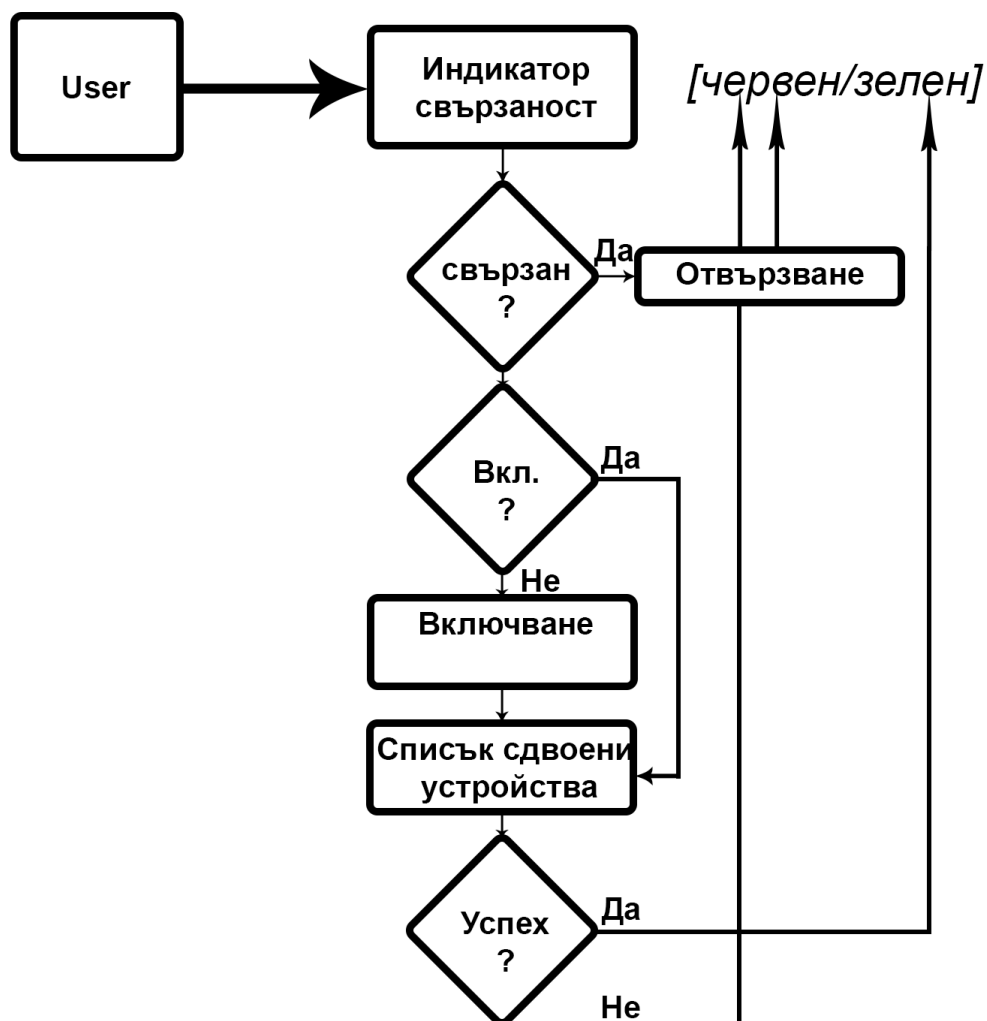 User
Индикатор
свързаност
[червен/зелен]
свързан
?
Да
Отвързване
Вкл.
?
Да
Не
Включване
Списък сдвоени
устройства
Успех
?
Да
Не